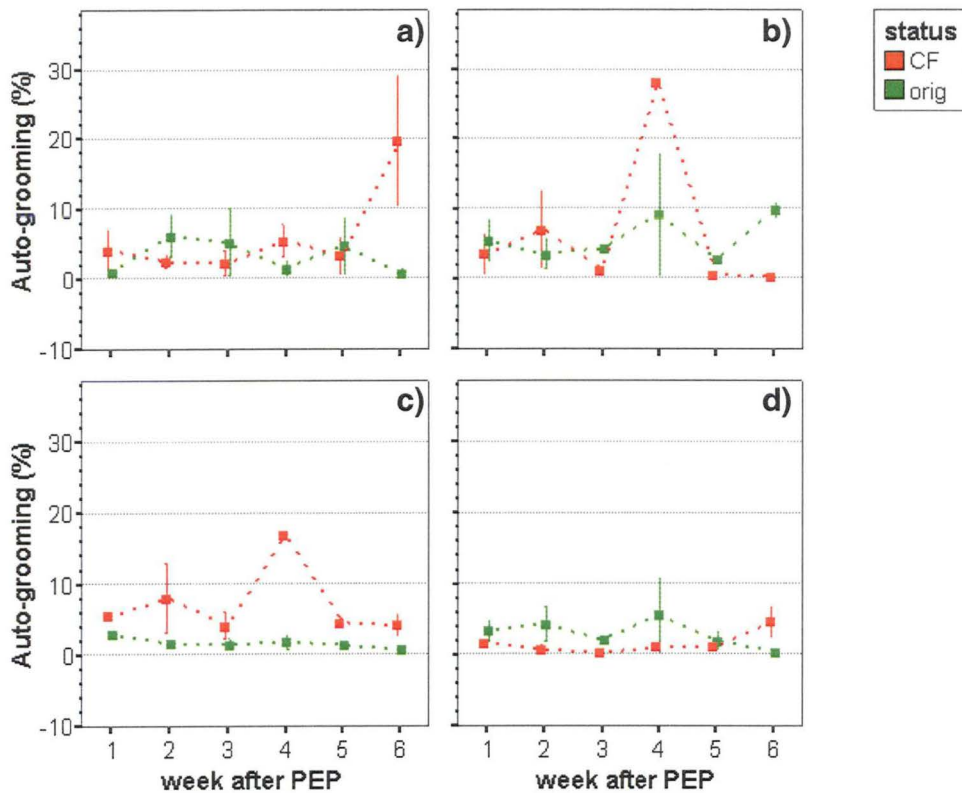 a)
b)
status
CF
orig
Auto-grooming (%)
30
20
10
0
-10
c)
d)
Auto-grooming (%)
30
20
10
0
-10
1 2 3 4 5 6
1 2 3 4 5 6
week after PEP
week after PEP